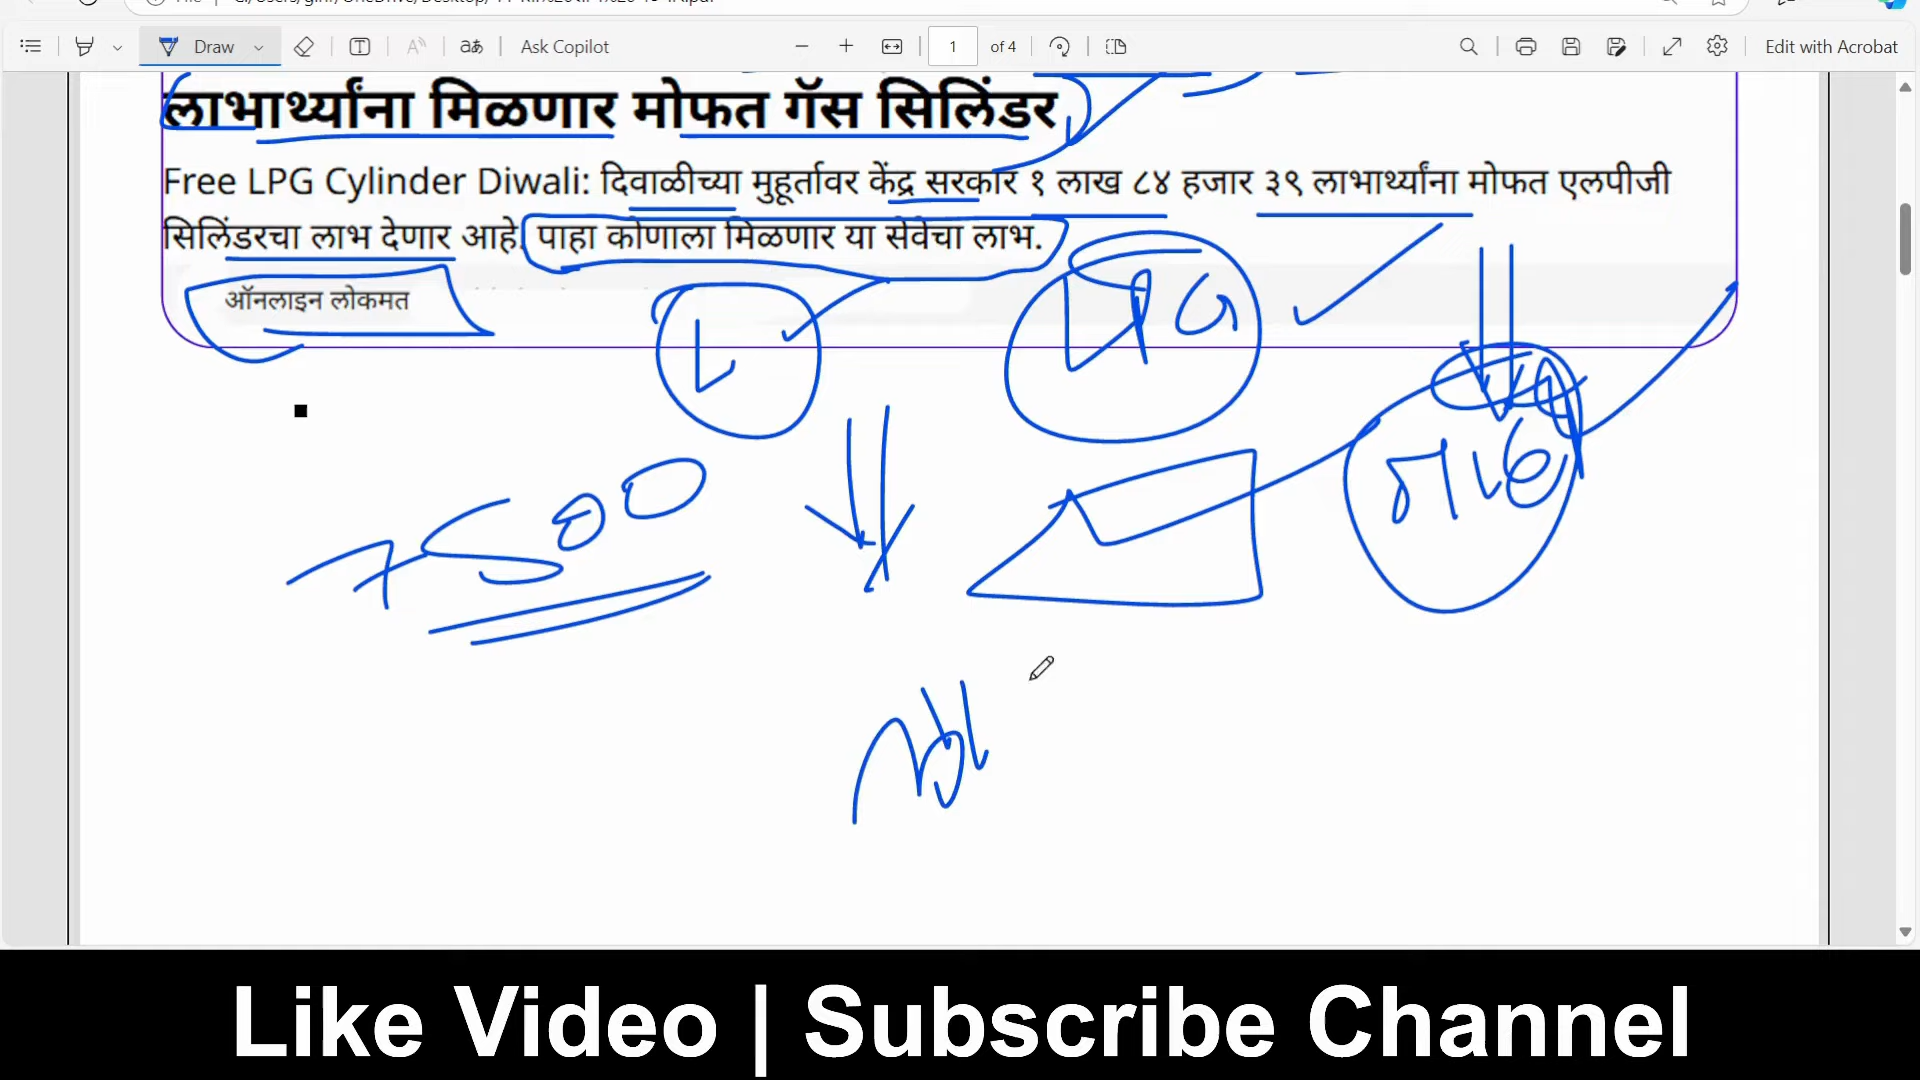 Draw
Ask Copilot
1 of 4
Edit with Acrobat
लाभार्थ्यांना मिळणार मोफत गॅस सिलिंडर
Free LPG Cylinder Diwali: दिवाळीच्या मुहूर्तावर केंद्र सरकार १ लाख ८४ हजार ३९ लाभार्थ्यांना मोफत एलपीजी
सिलिंडरचा लाभ देणार आहे. पाहा कोणाला मिळणार या सेवेचा लाभ.
ऑनलाइन लोकमत
7500
Like Video | Subscribe Channel